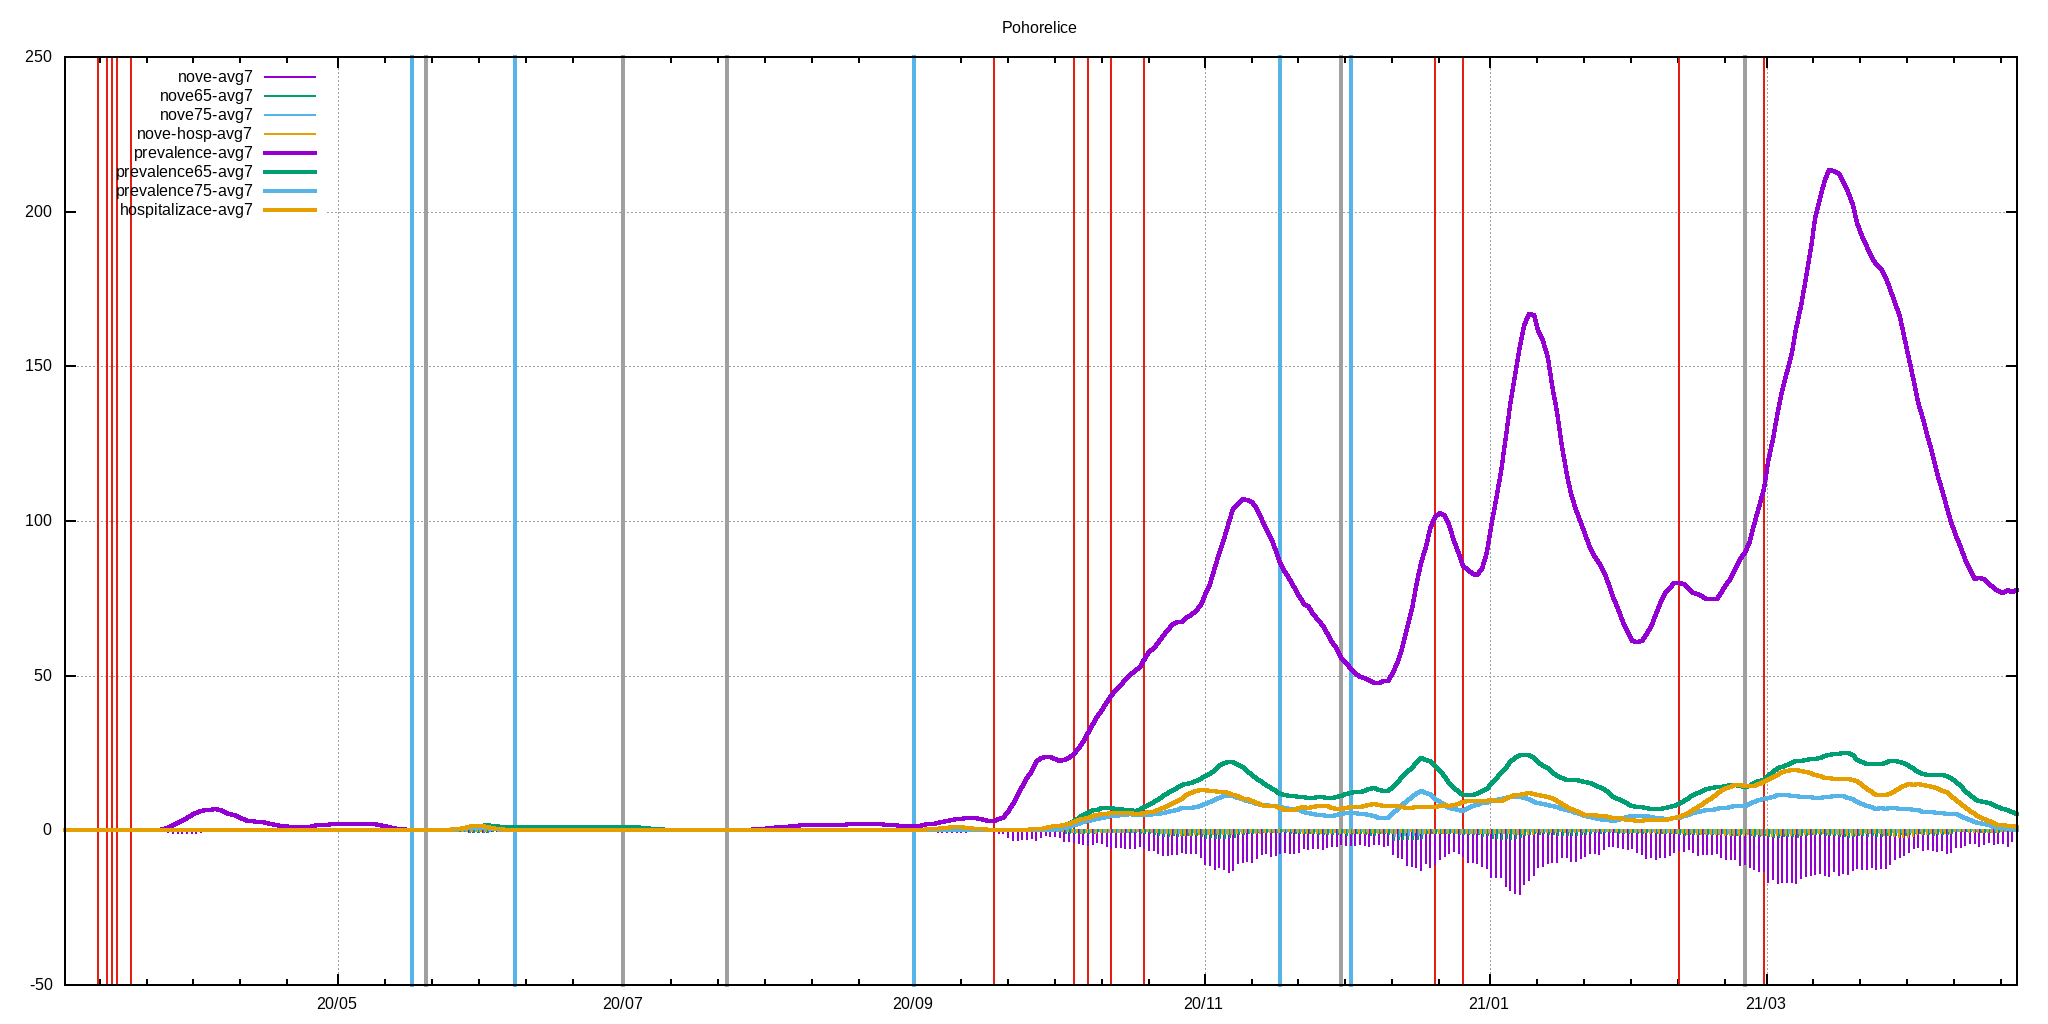 Pohorelice
250
200
150
100
50
0
-50
nove-avg7
nove65-avg7
nove75-avg7
nove-hosp-avg7
prevalence-avg7
prevalence65-avg7
prevalence75-avg7
hospitalizace-avg7
20/05 20/07 20/09 20/11 21/01 21/03